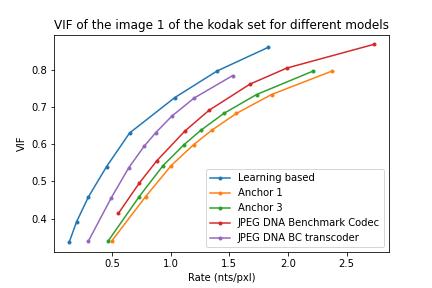 VIF of the image 1 of the kodak set for different models
VIF
0.8
0.7
0.6
0.5
0.4
Learning based
Anchor 1
Anchor 3
JPEG DNA Benchmark Codec
JPEG DNA BC transcoder
0.5 1.0 1.5 2.0 2.5
Rate (nts/pxl)